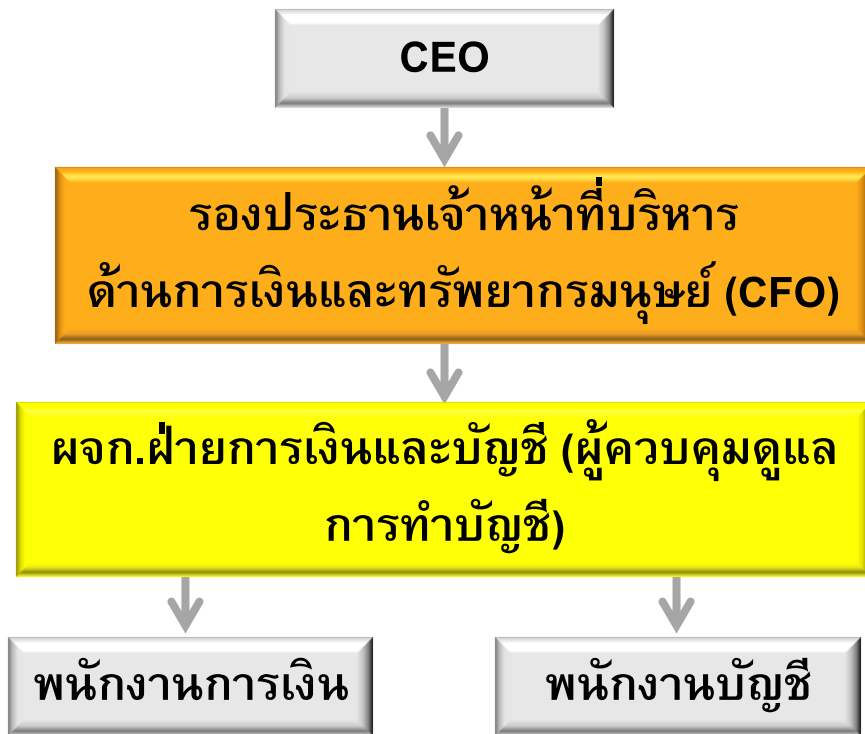 CEO
รองประธานเจ้าหน้าที่บริหาร
ด้านการเงินและทรัพยากรมนุษย์ (CFO)
ผจก.ฝ่ายการเงินและบัญชี (ผู้ควบคุมดูแล
การทำบัญชี)
พนักงานการเงิน
พนักงานบัญชี